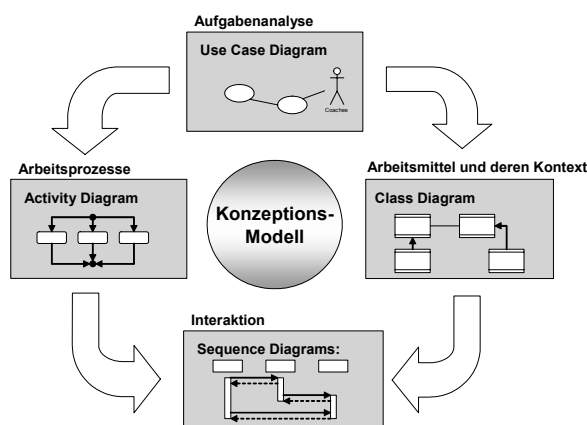 Aufgabenanalyse
Use Case Diagram
Coachee
Arbeitsprozesse
Activity Diagram
Konzeptions-
Modell
Arbeitsmittel und deren Kontext
Class Diagram
Interaktion
Sequence Diagrams: